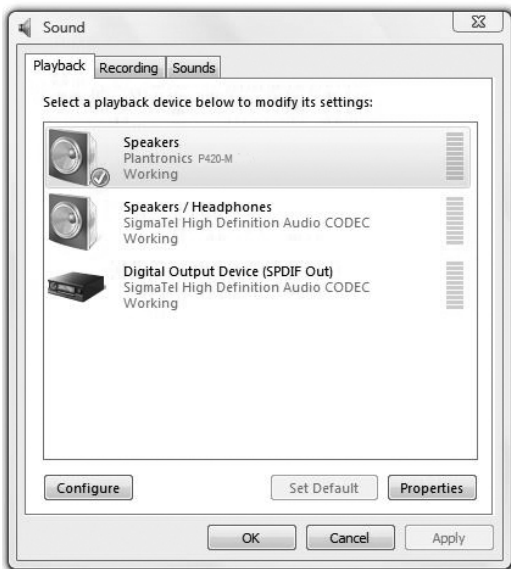 Sound
Playback Recording Sounds
Select a playback device below to modify its settings:
Speakers
Plantronics P420-M
Working
Speakers / Headphones
SigmaTel High Definition Audio CODEC
Working
Digital Output Device (SPDIF Out)
SigmaTel High Definition Audio CODEC
Working
Configure Set Default Properties
OK Cancel Apply